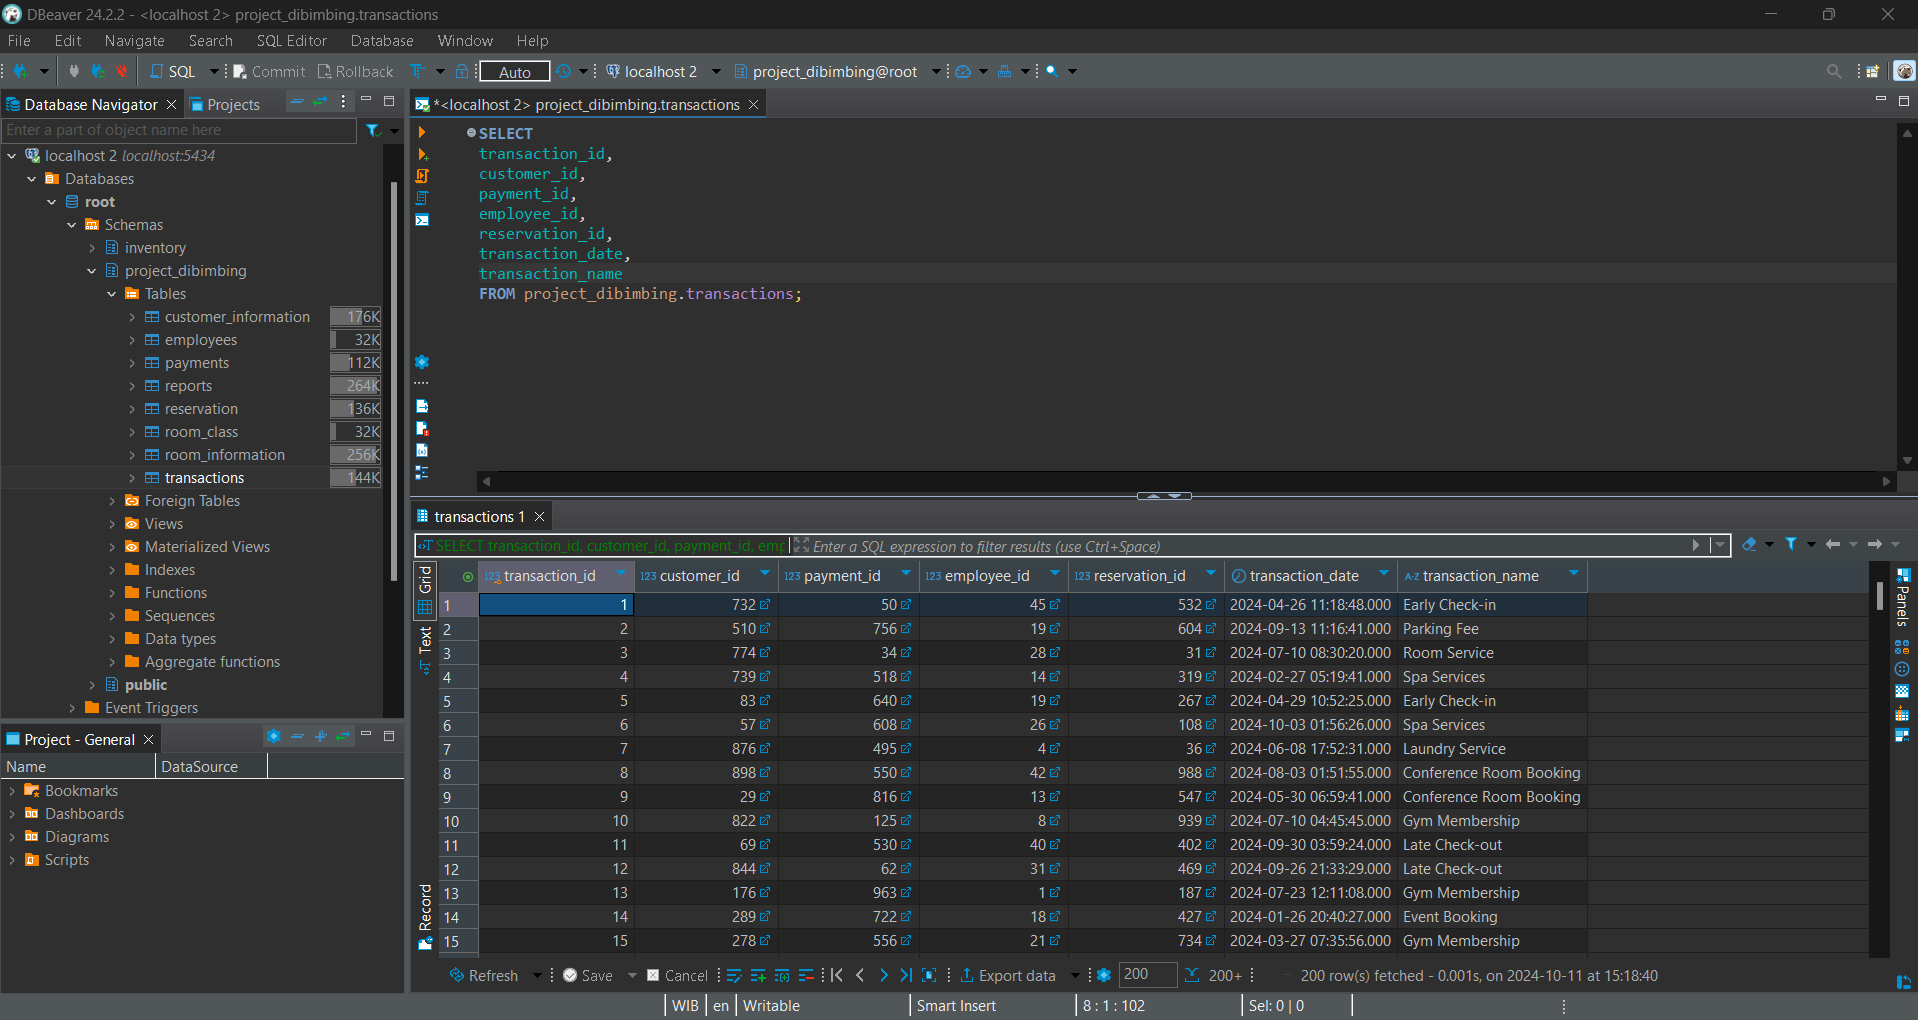 DBeaver 24.2.2 - <localhost 2> project_dibimbing.transactions
File Edit Navigate Search SQL Editor Database Window Help
SQL Commit Rollback Auto localhost 2 project_dibimbing@root
Database Navigator Projects
Enter a part of object name here
localhost 2 localhost:5434
Databases
root
Schemas
inventory
project_dibimbing
Tables
customer_information 176K
employees 32K
payments 112K
reports 264K
reservation 136K
room_class 32K
room_information 256K
transactions 144K
Foreign Tables
Views
Materialized Views
Indexes
Functions
Sequences
Data types
Aggregate functions
public
Event Triggers
Project - General
Name DataSource
Bookmarks
Dashboards
Diagrams
Scripts
*<localhost 2> project_dibimbing.transactions
SELECT
transaction_id,
customer_id,
payment_id,
employee_id,
reservation_id,
transaction_date,
transaction_name
FROM project_dibimbing.transactions;
transactions 1
SELECT transaction_id, customer_id, payment_id, emp Enter a SQL expression to filter results (use Ctrl+Space)
Grid
Text
Record
Panels
123 transaction_id 123 customer_id 123 payment_id 123 employee_id 123 reservation_id transaction_date A-Z transaction_name
1 1 732 50 45 532 2024-04-26 11:18:48.000 Early Check-in
2 2 510 756 19 604 2024-09-13 11:16:41.000 Parking Fee
3 3 774 34 28 31 2024-07-10 08:30:20.000 Room Service
4 4 739 518 14 319 2024-02-27 05:19:41.000 Spa Services
5 5 83 640 19 267 2024-04-29 10:52:25.000 Early Check-in
6 6 57 608 26 108 2024-10-03 01:56:26.000 Spa Services
7 7 876 495 4 36 2024-06-08 17:52:31.000 Laundry Service
8 8 898 550 42 988 2024-08-03 01:51:55.000 Conference Room Booking
9 9 29 816 13 547 2024-05-30 06:59:41.000 Conference Room Booking
10 10 822 125 8 939 2024-07-10 04:45:45.000 Gym Membership
11 11 69 530 40 402 2024-09-30 03:59:24.000 Late Check-out
12 12 844 62 31 469 2024-09-26 21:33:29.000 Late Check-out
13 13 176 963 1 187 2024-07-23 12:11:08.000 Gym Membership
14 14 289 722 18 427 2024-01-26 20:40:27.000 Event Booking
15 15 278 556 21 734 2024-03-27 07:35:56.000 Gym Membership
Refresh Save Cancel Export data 200 200+ 200 row(s) fetched - 0.001s, on 2024-10-11 at 15:18:40
WIB en Writable Smart Insert 8 : 1 : 102 Sel: 0 | 0